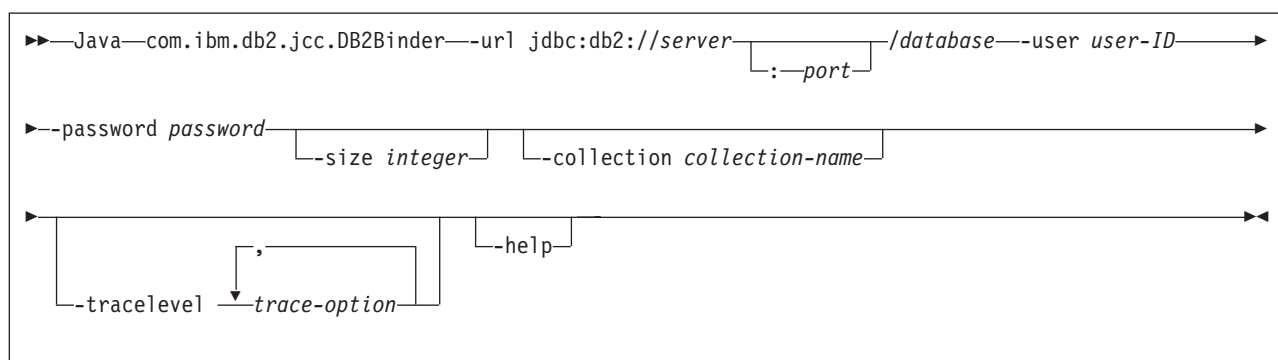 Java com.ibm.db2.jcc.DB2Binder -url jdbc:db2://server /database -user user-ID
: port
-password password
-size integer -collection collection-name
,
-help
-tracelevel trace-option